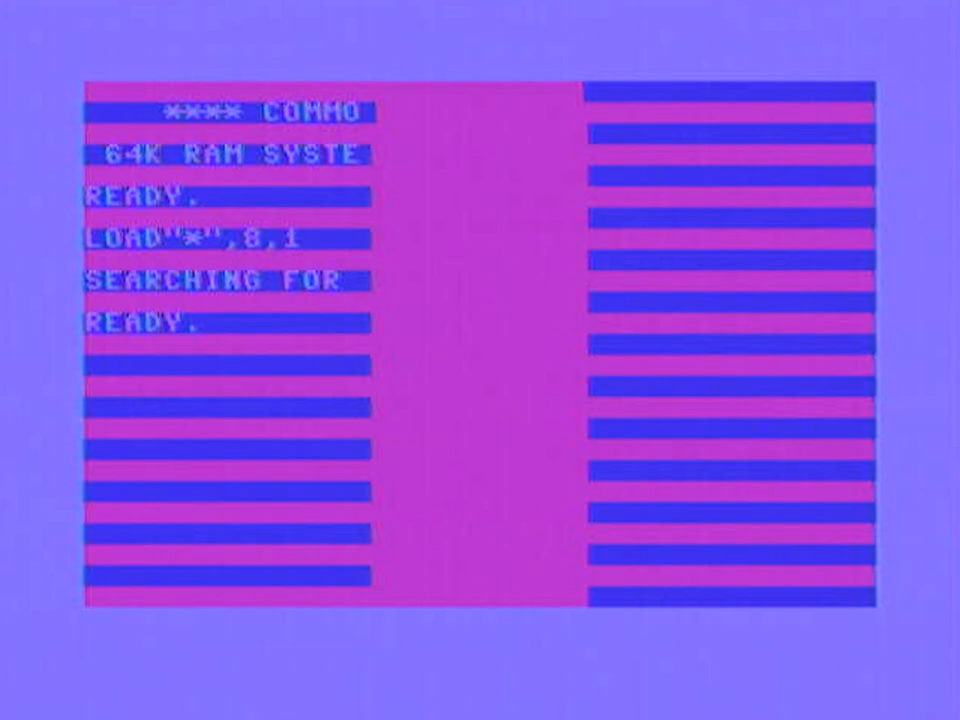 **** COMMO
64K RAM SYSTE
READY.
LOAD"*",8,1
SEARCHING FOR
READY.